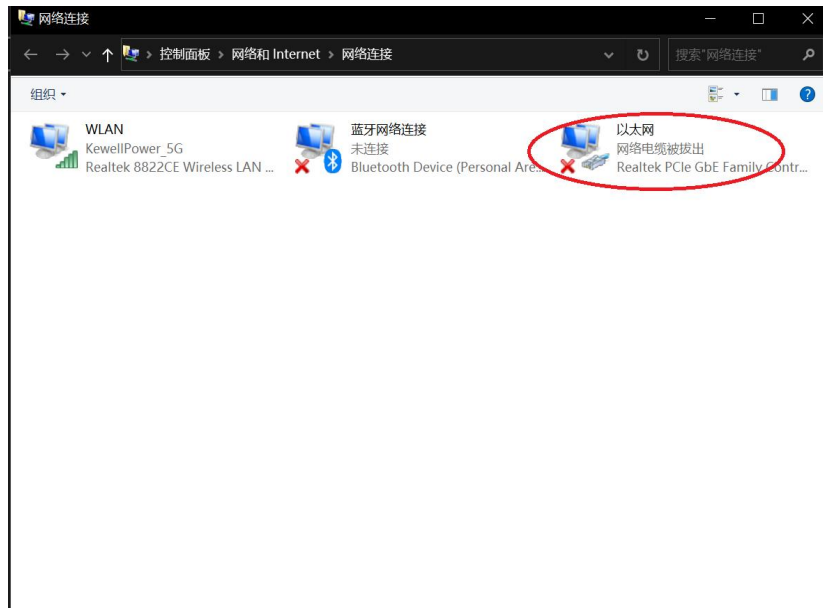 网络连接
控制面板 › 网络和 Internet › 网络连接
搜索"网络连接"
组织
WLAN
KewellPower_5G
Realtek 8822CE Wireless LAN ...
蓝牙网络连接
未连接
Bluetooth Device (Personal Are...
以太网
网络电缆被拔出
Realtek PCIe GbE Family Contr...